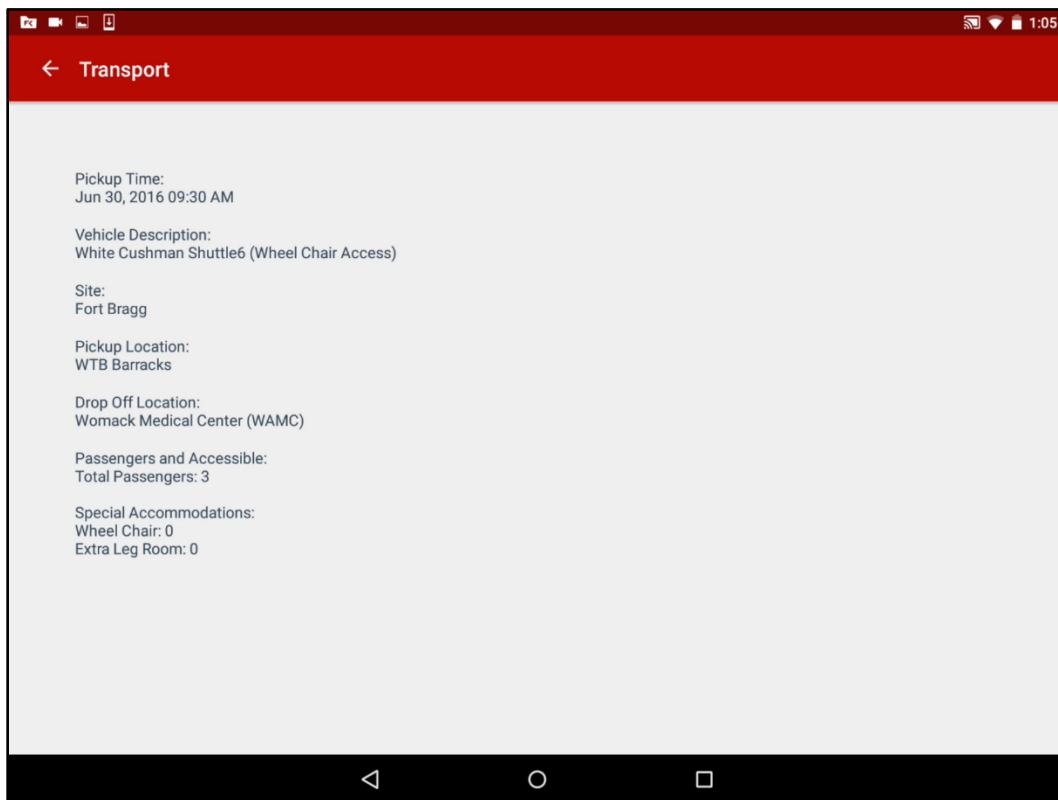 1:05
Transport
Pickup Time:
Jun 30, 2016 09:30 AM
Vehicle Description:
White Cushman Shuttle6 (Wheel Chair Access)
Site:
Fort Bragg
Pickup Location:
WTB Barracks
Drop Off Location:
Womack Medical Center (WAMC)
Passengers and Accessible:
Total Passengers: 3
Special Accommodations:
Wheel Chair: 0
Extra Leg Room: 0